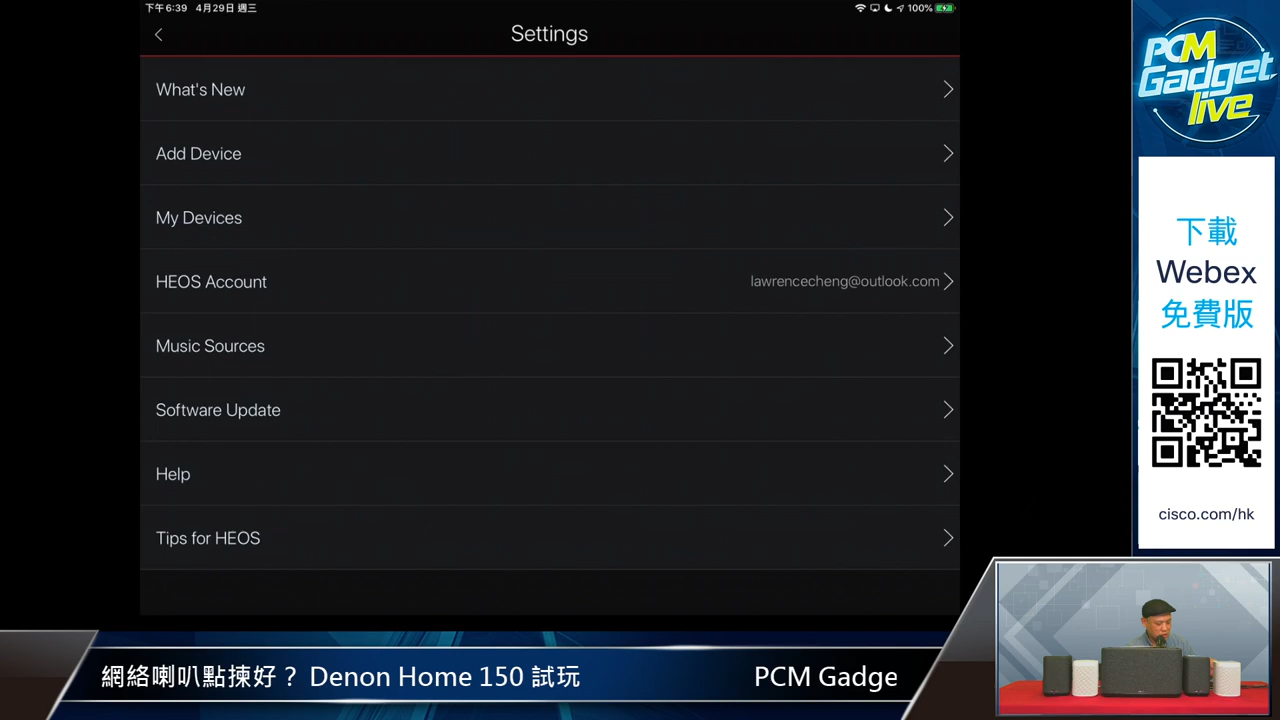 下午6:39 4月29日 週三
100%
Settings
What's New
Add Device
My Devices
HEOS Account
lawrencecheng@outlook.com
Music Sources
Software Update
Help
Tips for HEOS
PCM
Gadget
live
下載
Webex
免費版
cisco.com/hk
網絡喇叭點揀好？ Denon Home 150 試玩
PCM Gadge